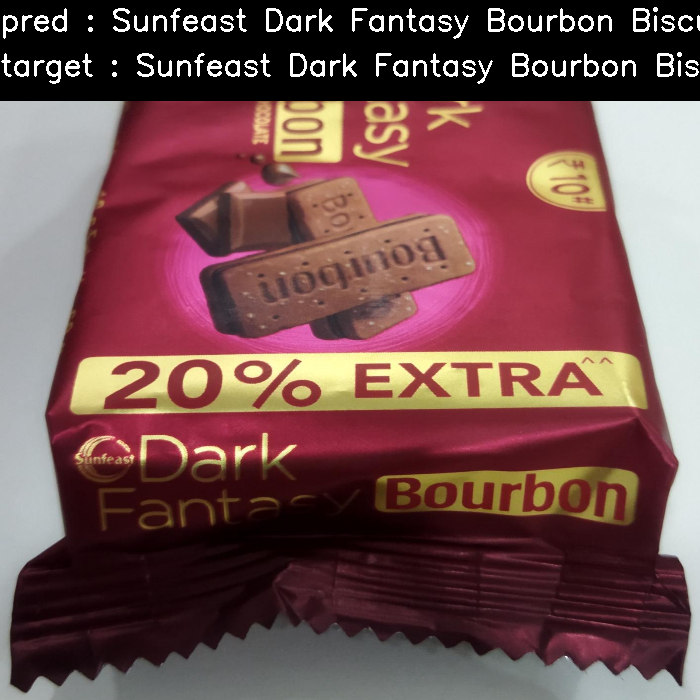 pred : Sunfeast Dark Fantasy Bourbon Biscu
target : Sunfeast Dark Fantasy Bourbon Bis
rk
asy
bon
CHOCOLATE
₹10#
Bo
Bourbon
20% EXTRA^^
Sunfeast
Dark
Fantasy Bourbon